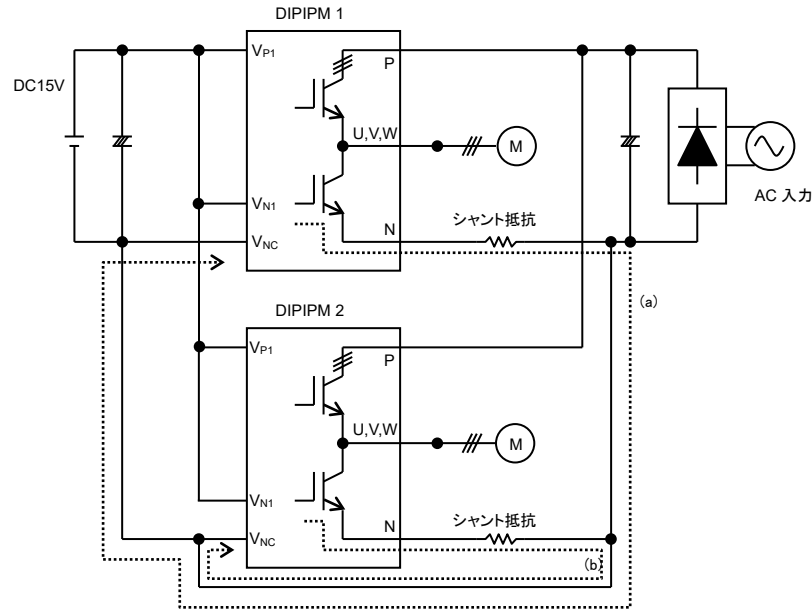 DIPIPM 1
VP1
P
DC15V
U,V,W
M
AC 入力
VN1
シャント抵抗
N
VNC
(a)
DIPIPM 2
VP1
P
U,V,W
M
VN1
シャント抵抗
N
VNC
(b)